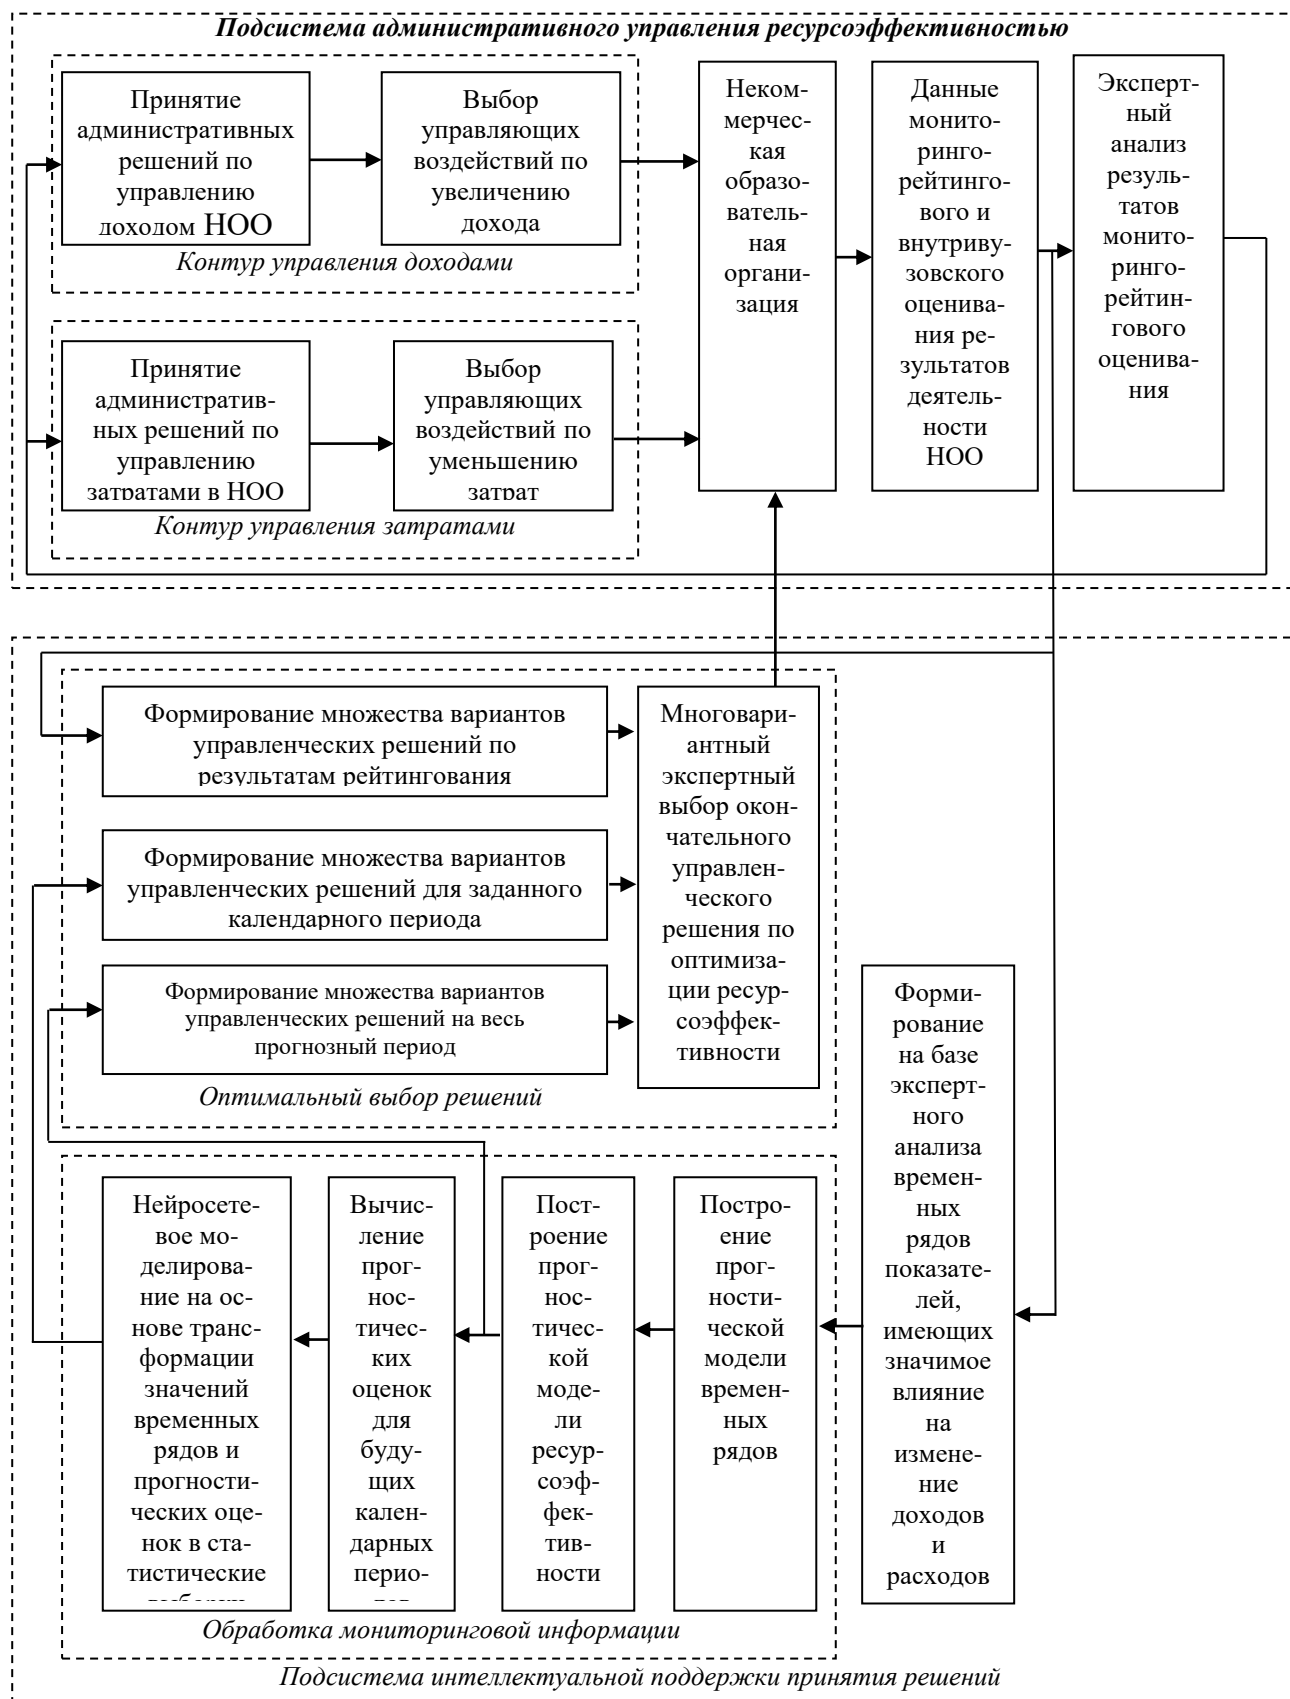 Подсистема административного управления ресурсоэффективностью
Принятие
административных
решений по
управлению
доходом НОО
Выбор
управляющих
воздействий по
увеличению
дохода
Контур управления доходами
Принятие
административ-
ных решений по
управлению
затратами в НОО
Выбор
управляющих
воздействий по
уменьшению
затрат
Контур управления затратами
Неком-
мерчес-
кая
образо-
ватель-
ная
органи-
зация
Данные
монито-
ринго-
рейтинго-
вого и
внутриву-
зовского
оценива-
ния ре-
зультатов
деятель-
ности
НОО
Эксперт-
ный
анализ
резуль-
татов
монито-
ринго-
рейтин-
гового
оценива-
ния
Формирование множества вариантов
управленческих решений по
результатам рейтингования
Формирование множества вариантов
управленческих решений для заданного
календарного периода
Формирование множества вариантов
управленческих решений на весь
прогнозный период
Оптимальный выбор решений
Многовари-
антный
экспертный
выбор окон-
чательного
управлен-
ческого
решения по
оптимиза-
ции ресур-
соэффек-
тивности
Форми-
рование
на базе
эксперт-
ного
анализа
времен-
ных
рядов
показате-
лей,
имеющих
значимое
влияние
на
измене-
ние
доходов
и
расходов
Нейросете-
вое мо-
делирова-
ние на ос-
нове транс-
формации
значений
временных
рядов и
прогности-
ческих оце-
нок в ста-
тистические
выборки
Вычис-
ление
прог-
нос-
тичес-
ких
оценок
для
буду-
щих
кален-
дарных
перио-
дов
Пост-
роение
прог-
нос-
тичес-
кой
моде-
ли
ресур-
соэф-
фек-
тив-
ности
Постро-
ение
прог-
ности-
ческой
модели
времен-
ных
рядов
Обработка мониторинговой информации
Подсистема интеллектуальной поддержки принятия решений